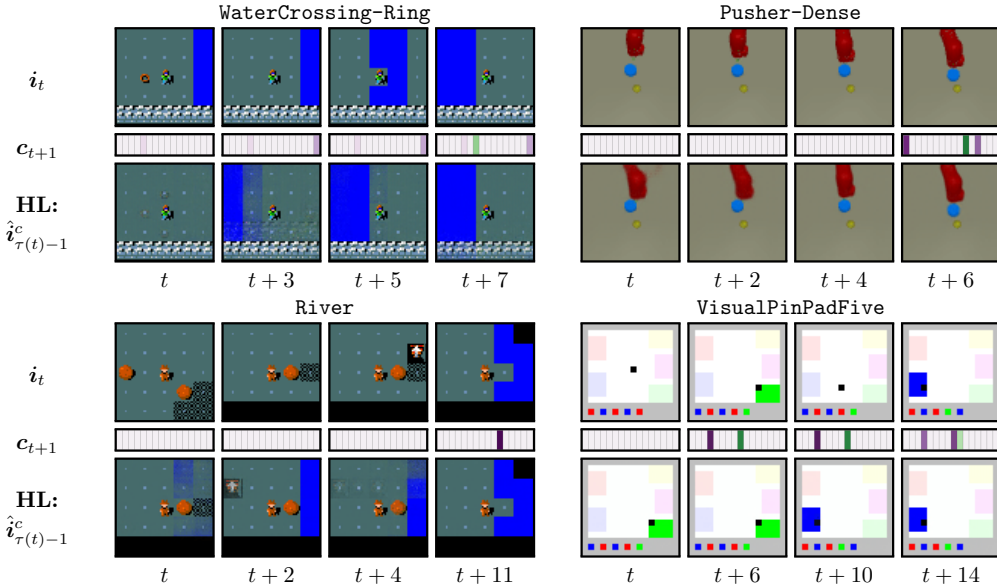 WaterCrossing-Ring Pusher-Dense
i_t
c_{t+1}
HL:
î^c_{τ(t)−1}
t t + 3 t + 5 t + 7 t t + 2 t + 4 t + 6
River VisualPinPadFive
i_t
c_{t+1}
HL:
î^c_{τ(t)−1}
t t + 2 t + 4 t + 11 t t + 6 t + 10 t + 14